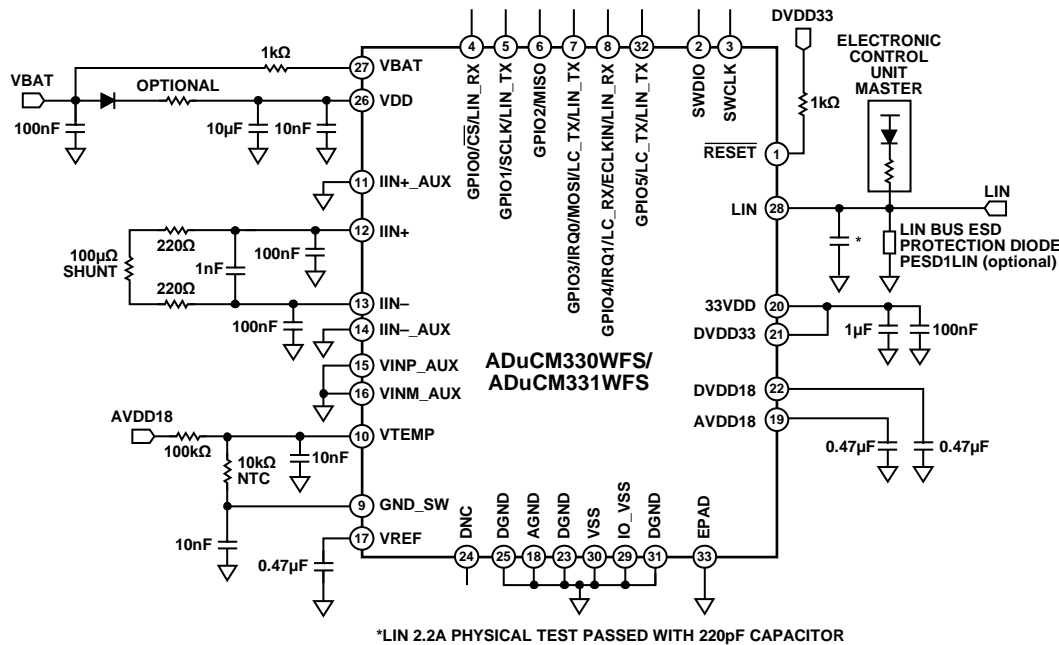 DVDD33
ELECTRONIC
CONTROL
UNIT
MASTER
4
5
6
7
8
32
2
3
GPIO0/CS/LIN_RX
GPIO1/SCLK/LIN_TX
GPIO2/MISO
GPIO3/IRQ0/MOSI/LC_TX/LIN_TX
GPIO4/IRQ1/LC_RX/ECLKIN/LIN_RX
GPIO5/LC_TX/LIN_TX
SWDIO
SWCLK
1kΩ
27
VBAT
VBAT
OPTIONAL
26
VDD
100nF
10µF
10nF
1kΩ
RESET
1
11
IIN+_AUX
LIN
28
LIN
12
IIN+
220Ω
100µΩ
SHUNT
1nF
100nF
*
LIN BUS ESD
PROTECTION DIODE
PESD1LIN (optional)
220Ω
13
IIN–
100nF
14
IIN–_AUX
33VDD
20
DVDD33
21
1µF
100nF
15
VINP_AUX
16
VINM_AUX
ADuCM330WFS/
ADuCM331WFS
DVDD18
22
AVDD18
19
0.47µF
0.47µF
AVDD18
100kΩ
10
VTEMP
10kΩ
NTC
10nF
9
GND_SW
10nF
17
VREF
0.47µF
DNC
DGND
AGND
DGND
VSS
IO_VSS
DGND
EPAD
24
25
18
23
30
29
31
33
*LIN 2.2A PHYSICAL TEST PASSED WITH 220pF CAPACITOR